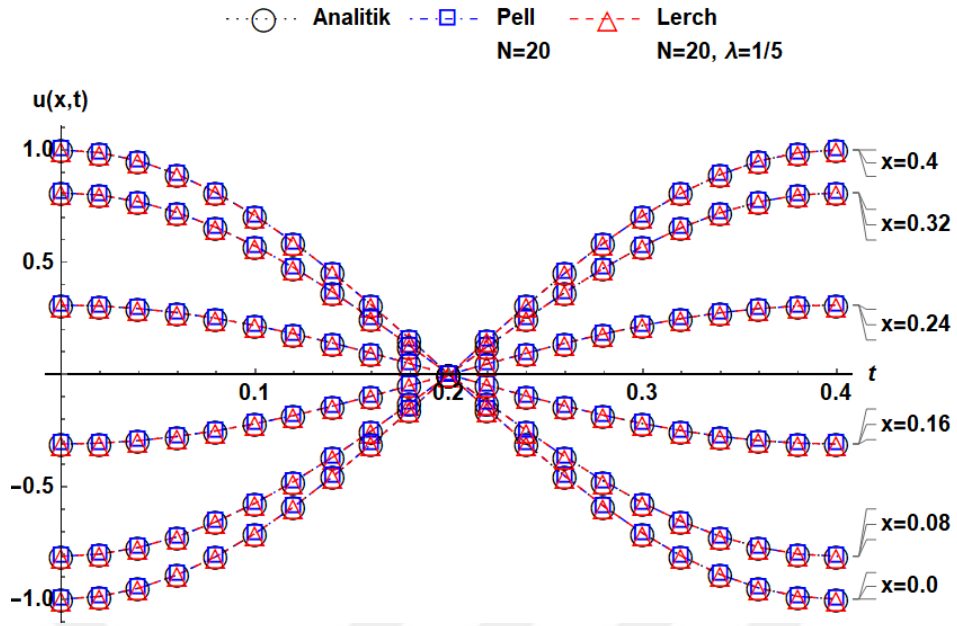 Analitik Pell Lerch
N=20 N=20, λ=1/5
u(x,t)
1.0
x=0.4
x=0.32
0.5
x=0.24
0.1 0.2 0.3 0.4 t
x=0.16
−0.5
x=0.08
x=0.0
−1.0